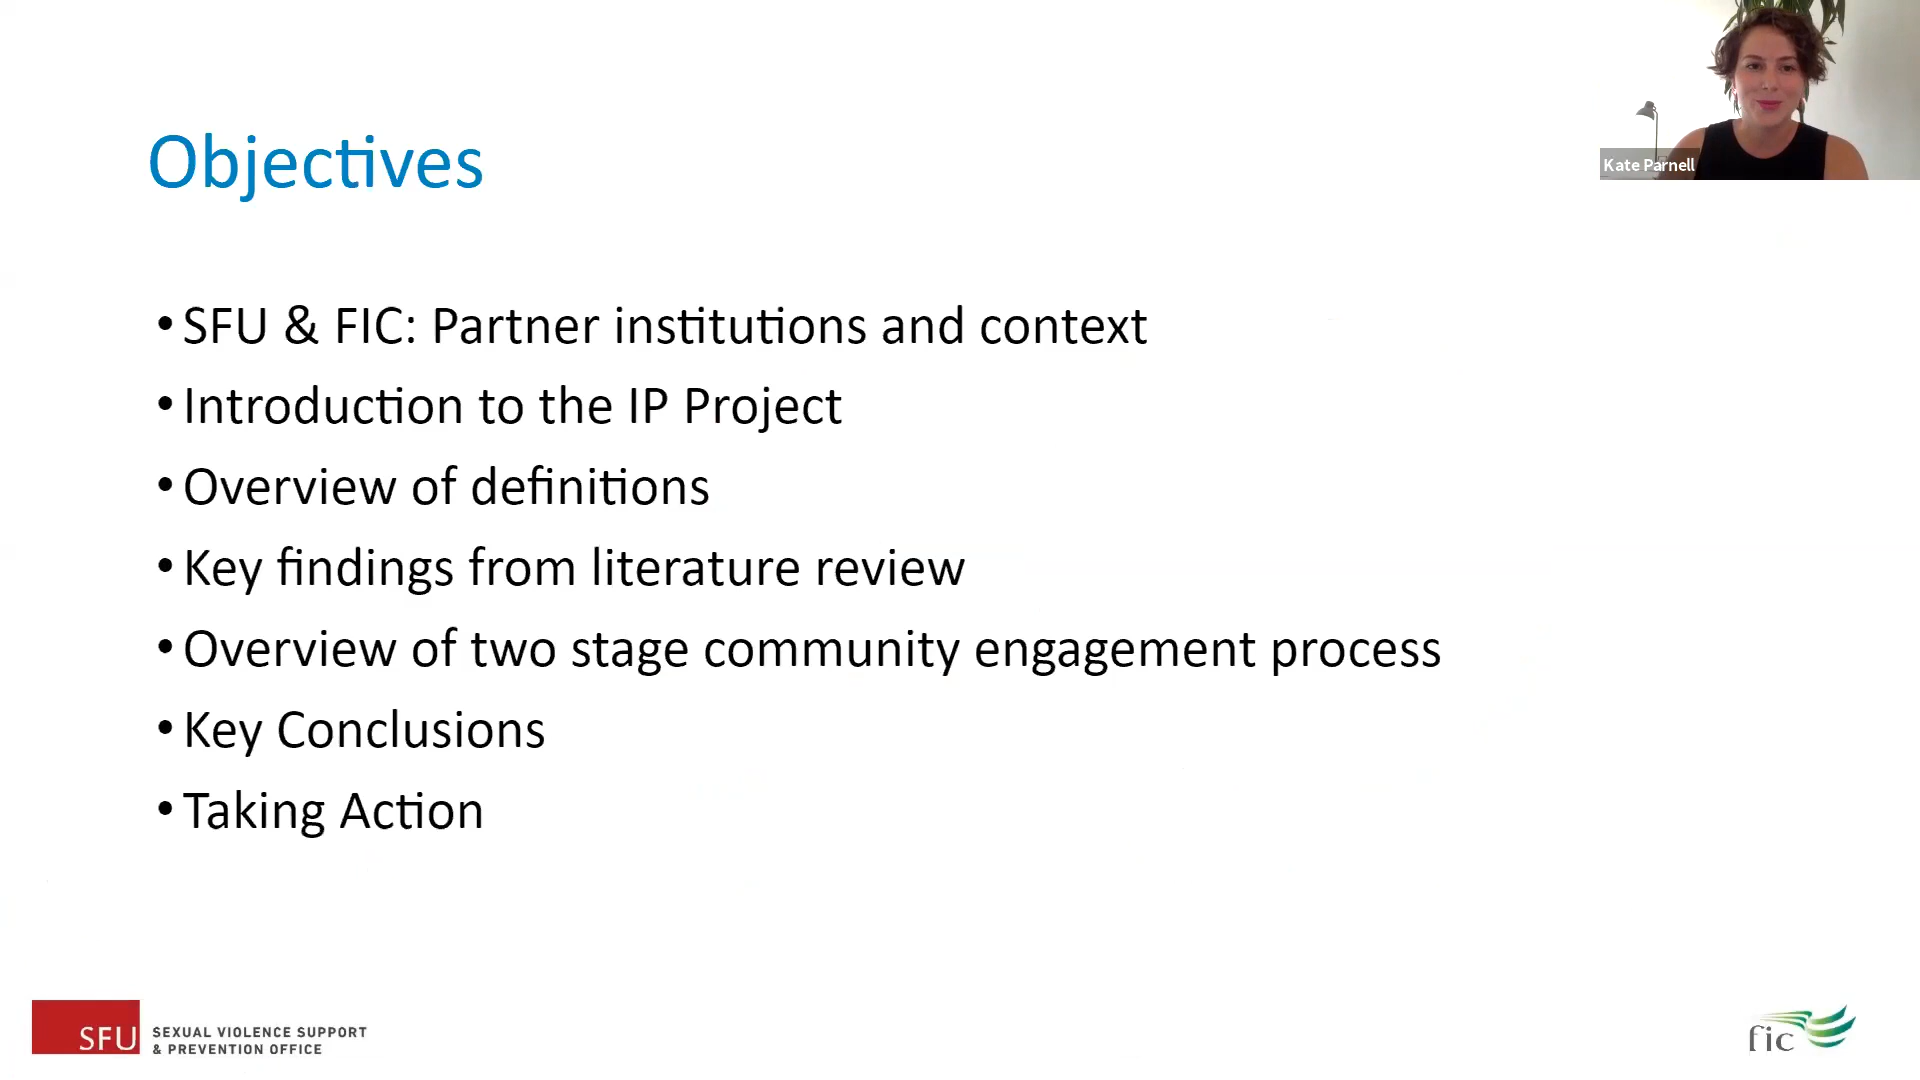 Kate Parnell
Objectives
•SFU & FIC: Partner institutions and context
•Introduction to the IP Project
•Overview of definitions
•Key findings from literature review
•Overview of two stage community engagement process
•Key Conclusions
•Taking Action
SFU
SEXUAL VIOLENCE SUPPORT
& PREVENTION OFFICE
fic